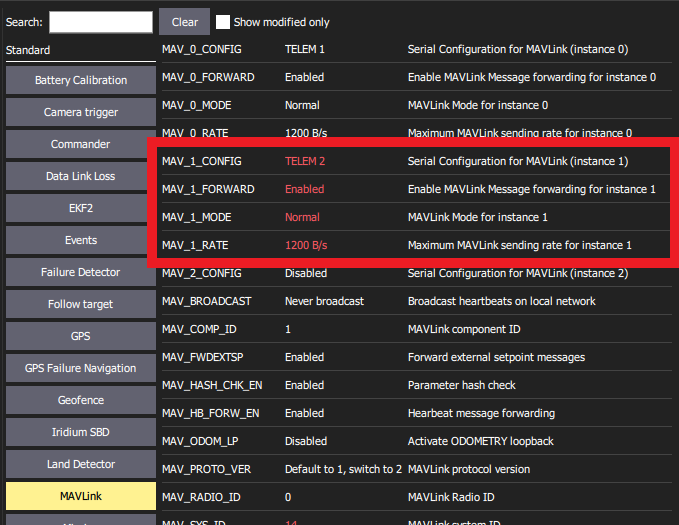 Search: Clear Show modified only
Standard
Battery Calibration
Camera trigger
Commander
Data Link Loss
EKF2
Events
Failure Detector
Follow target
GPS
GPS Failure Navigation
Geofence
Iridium SBD
Land Detector
MAVLink
MAV_0_CONFIG TELEM 1 Serial Configuration for MAVLink (instance 0)
MAV_0_FORWARD Enabled Enable MAVLink Message forwarding for instance 0
MAV_0_MODE Normal MAVLink Mode for instance 0
MAV_0_RATE 1200 B/s Maximum MAVLink sending rate for instance 0
MAV_1_CONFIG TELEM 2 Serial Configuration for MAVLink (instance 1)
MAV_1_FORWARD Enabled Enable MAVLink Message forwarding for instance 1
MAV_1_MODE Normal MAVLink Mode for instance 1
MAV_1_RATE 1200 B/s Maximum MAVLink sending rate for instance 1
MAV_2_CONFIG Disabled Serial Configuration for MAVLink (instance 2)
MAV_BROADCAST Never broadcast Broadcast heartbeats on local network
MAV_COMP_ID 1 MAVLink component ID
MAV_FWDEXTSP Enabled Forward external setpoint messages
MAV_HASH_CHK_EN Enabled Parameter hash check
MAV_HB_FORW_EN Enabled Hearbeat message forwarding
MAV_ODOM_LP Disabled Activate ODOMETRY loopback
MAV_PROTO_VER Default to 1, switch to 2 MAVLink protocol version
MAV_RADIO_ID 0 MAVLink Radio ID
MAV_SYS_ID 14 MAVLink system ID